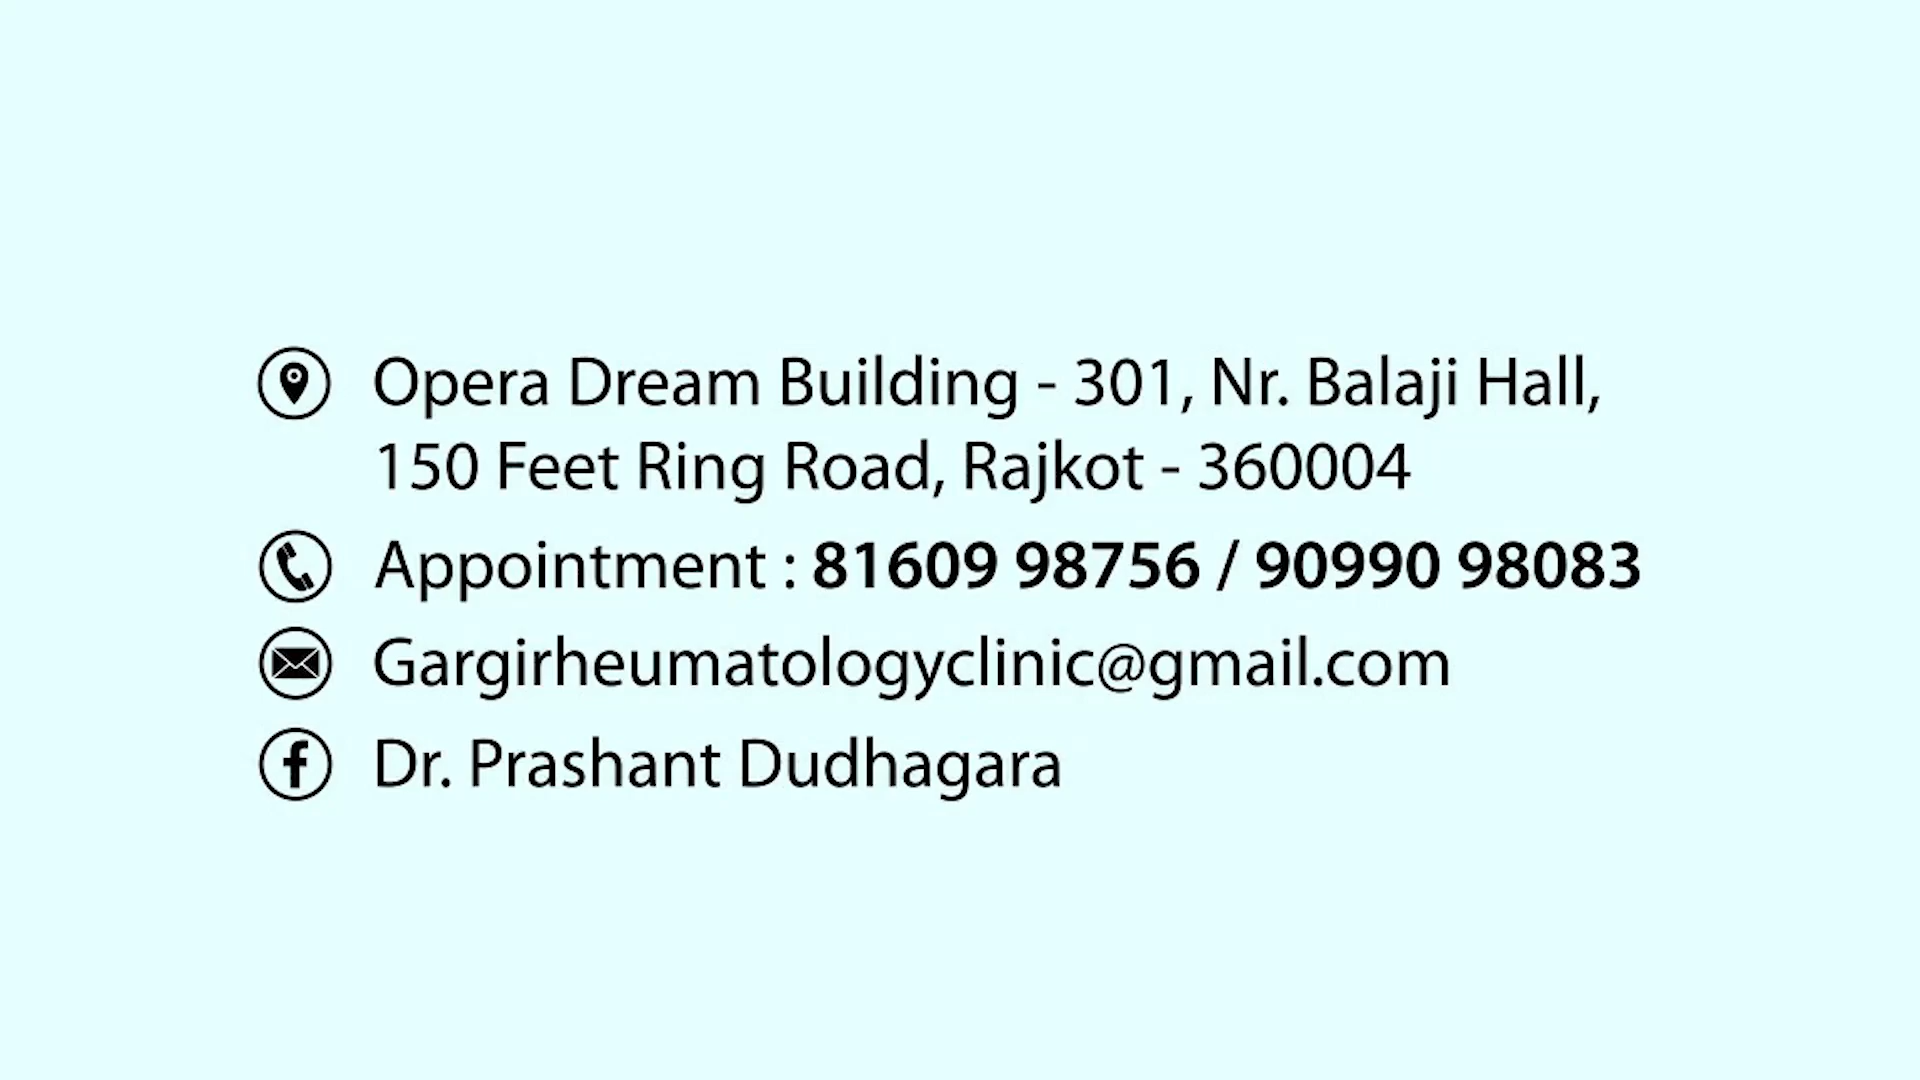 Opera Dream Building - 301, Nr. Balaji Hall,
150 Feet Ring Road, Rajkot - 360004
Appointment : 81609 98756 / 90990 98083
Gargirheumatologyclinic@gmail.com
Dr. Prashant Dudhagara